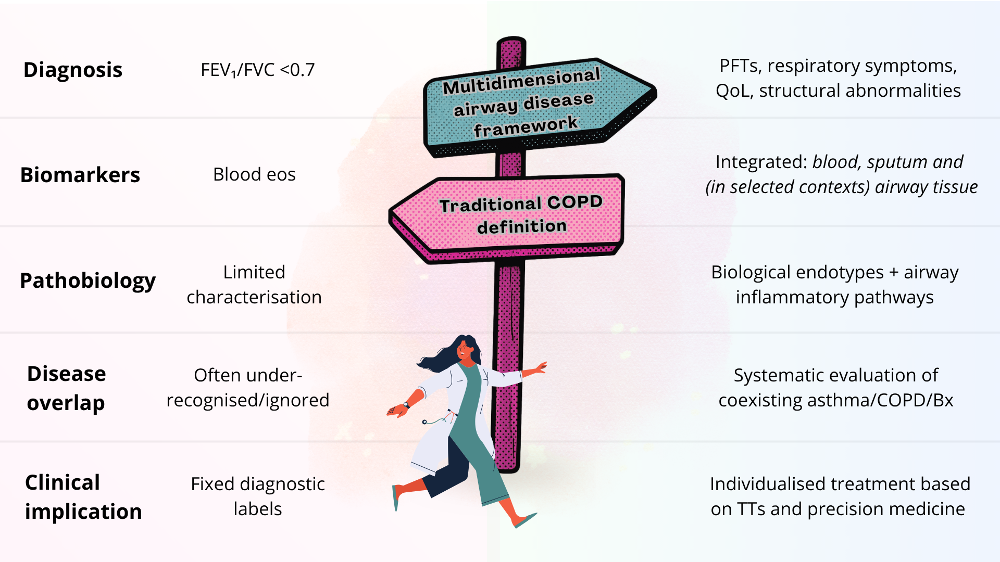 Diagnosis
FEV₁/FVC <0.7
PFTs, respiratory symptoms,
QoL, structural abnormalities
Multidimensional
airway disease
framework
Biomarkers
Blood eos
Integrated: blood, sputum and
(in selected contexts) airway tissue
Traditional COPD
definition
Pathobiology
Limited
characterisation
Biological endotypes + airway
inflammatory pathways
Disease
overlap
Often under-
recognised/ignored
Systematic evaluation of
coexisting asthma/COPD/Bx
Clinical
implication
Fixed diagnostic
labels
Individualised treatment based
on TTs and precision medicine